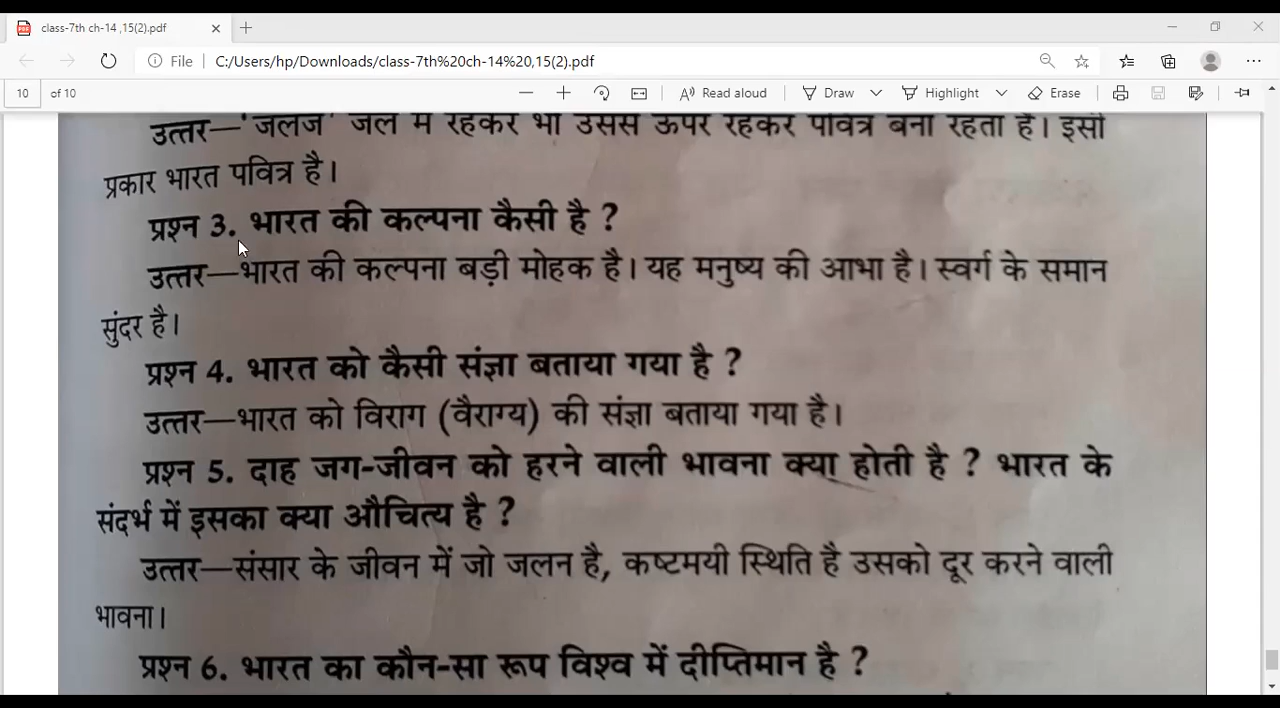 class-7th ch-14 ,15(2).pdf
File C:/Users/hp/Downloads/class-7th%20ch-14%20,15(2).pdf
10 of 10 Read aloud Draw Highlight Erase
उत्तर—'जलज' जल में रहकर भी उससे ऊपर रहकर पवित्र बना रहता है। इसी
प्रकार भारत पवित्र है।
प्रश्न 3. भारत की कल्पना कैसी है ?
उत्तर—भारत की कल्पना बड़ी मोहक है। यह मनुष्य की आभा है। स्वर्ग के समान
सुंदर है।
प्रश्न 4. भारत को कैसी संज्ञा बताया गया है ?
उत्तर—भारत को विराग (वैराग्य) की संज्ञा बताया गया है।
प्रश्न 5. दाह जग-जीवन को हरने वाली भावना क्या होती है ? भारत के
संदर्भ में इसका क्या औचित्य है ?
उत्तर—संसार के जीवन में जो जलन है, कष्टमयी स्थिति है उसको दूर करने वाली
भावना।
प्रश्न 6. भारत का कौन-सा रूप विश्व में दीप्तिमान है ?